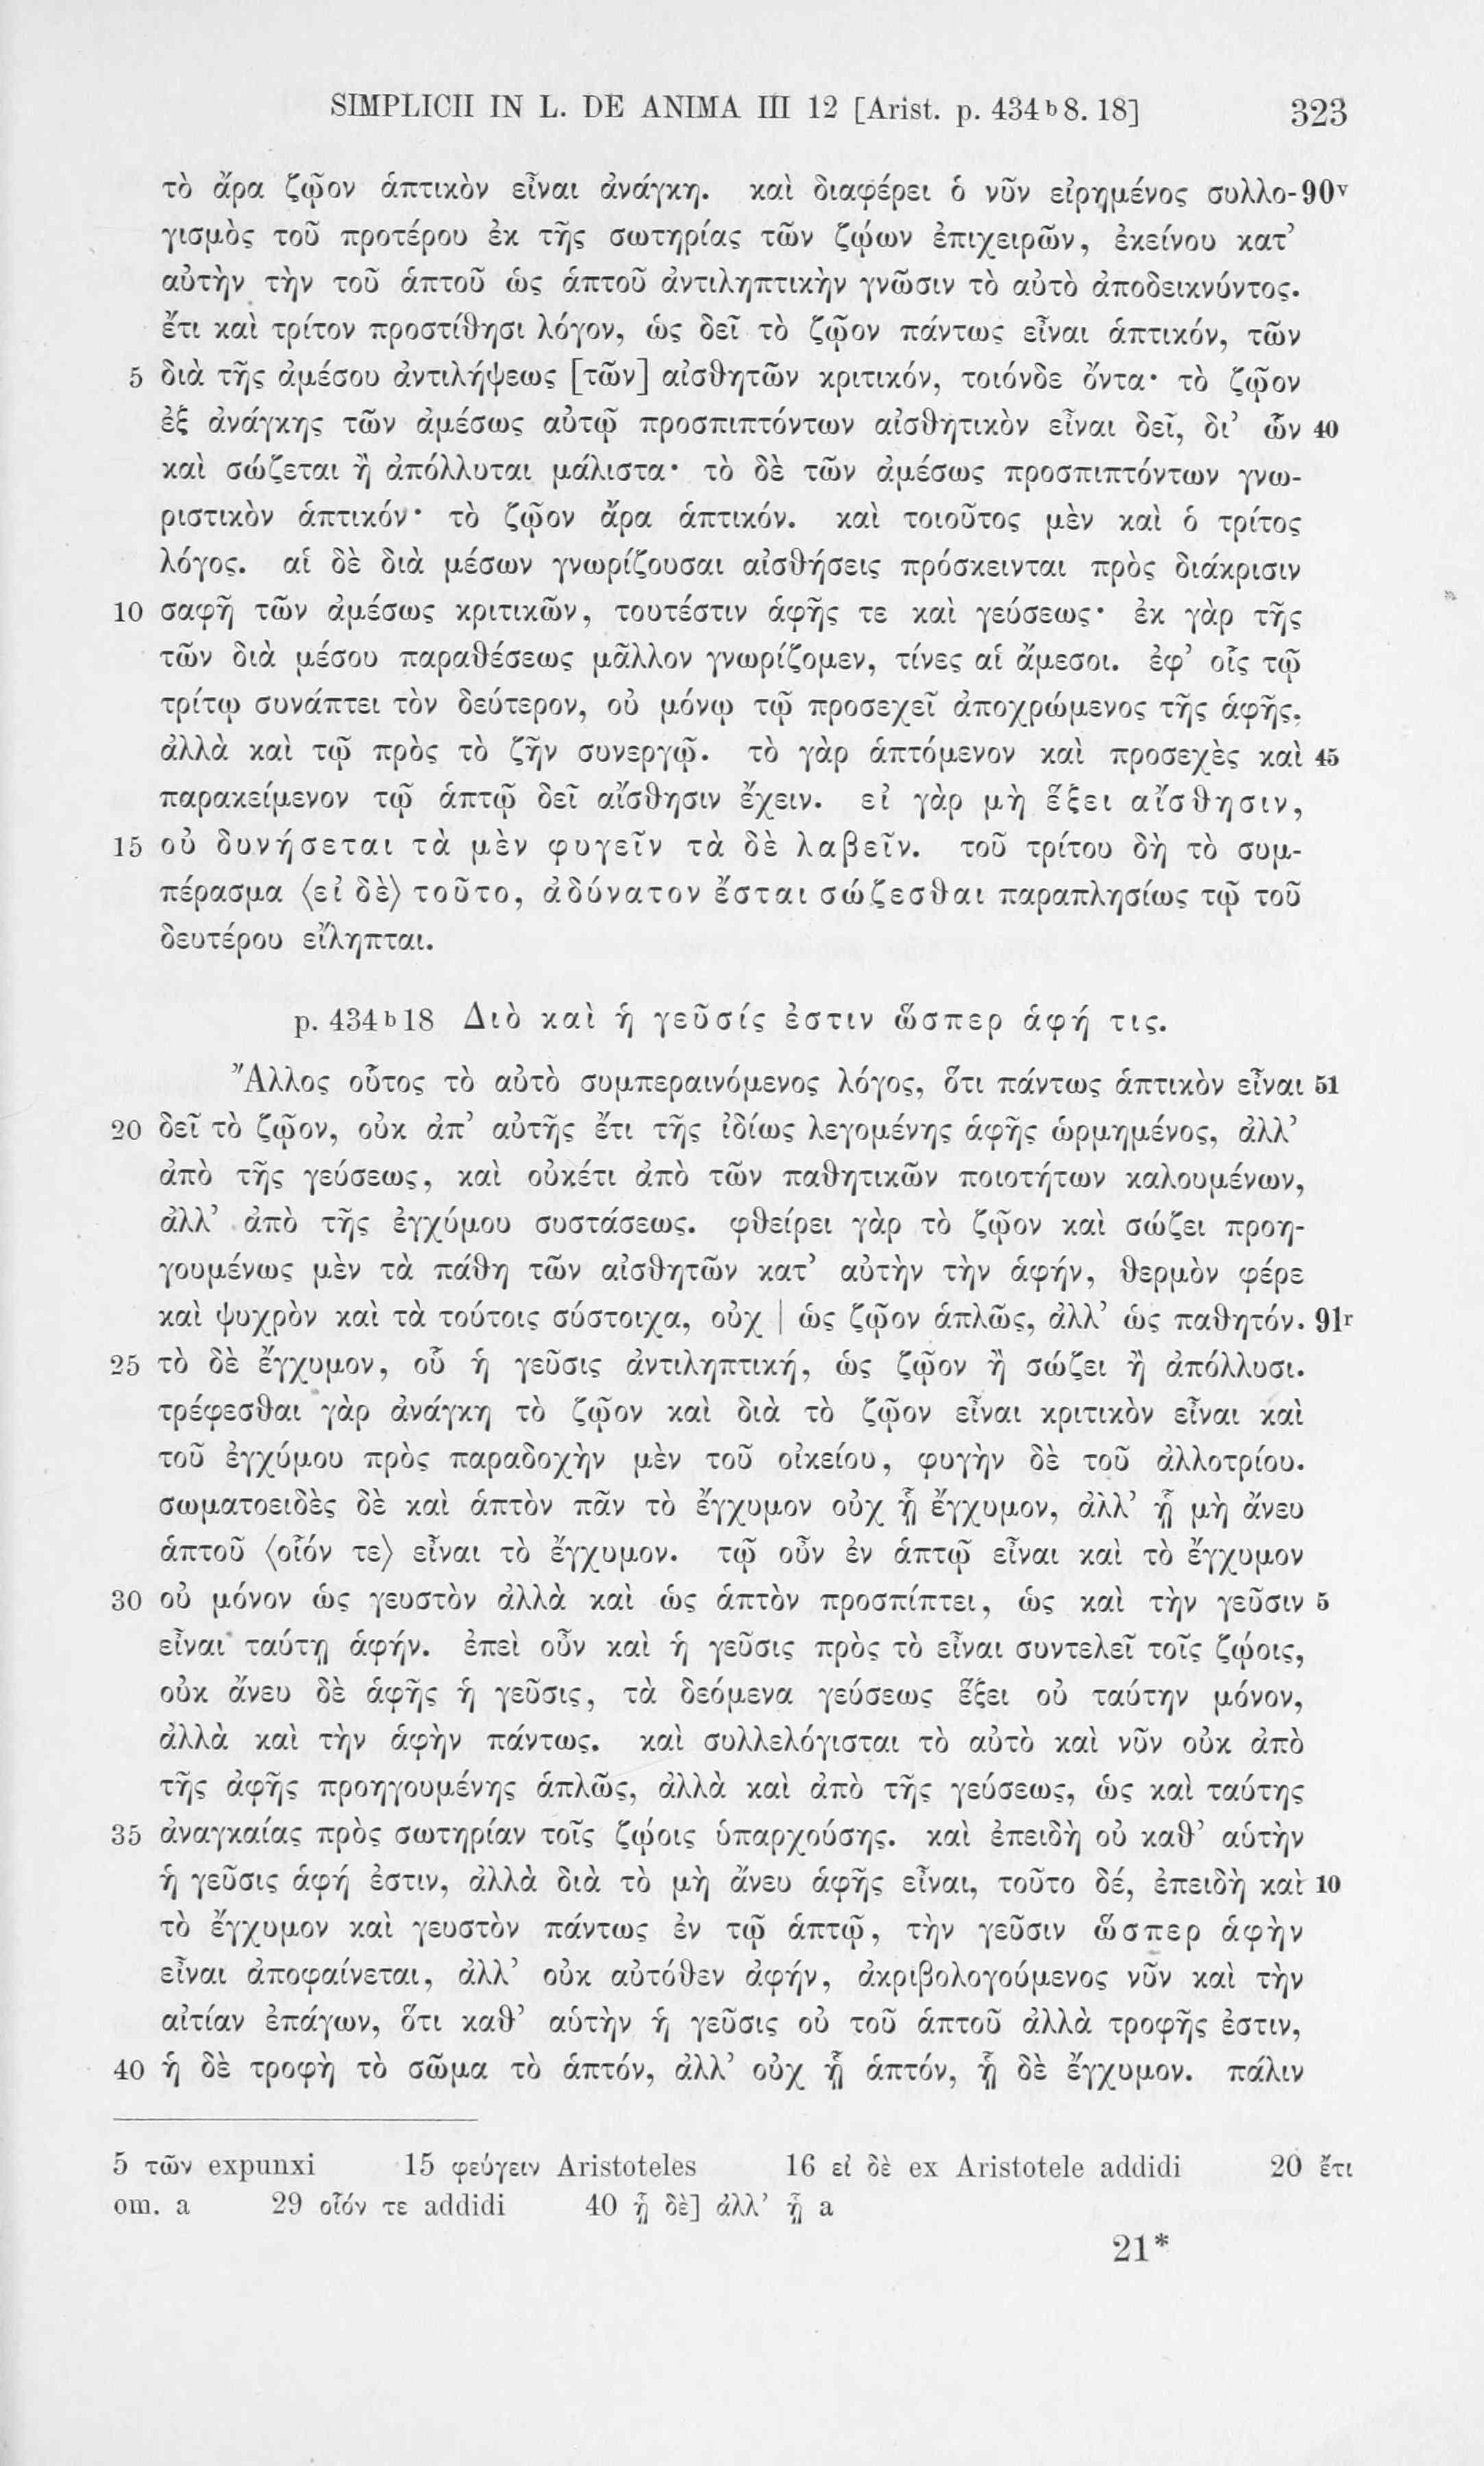 SIMPLICII IN L. DE ANIMA III 12 [Arist. p. 434 b 8. 18] 323
τὸ ἄρα ζῷον ἁπτικὸν εἶναι ἀνάγκη. καὶ διαφέρει ὁ νῦν εἰρημένος συλλο- 90v
γισμὸς τοῦ προτέρου ἐκ τῆς σωτηρίας τῶν ζῴων ἐπιχειρῶν, ἐκείνου κατ’
αὐτὴν τὴν τοῦ ἁπτοῦ ὡς ἁπτοῦ ἀντιληπτικὴν γνῶσιν τὸ αὐτὸ ἀποδεικνύντος.
ἔτι καὶ τρίτον προστίθησι λόγον, ὡς δεῖ τὸ ζῷον πάντως εἶναι ἁπτικόν, τῶν
5 διὰ τῆς ἀμέσου ἀντιλήψεως [τῶν] αἰσθητῶν κριτικόν, τοιόνδε ὄντα· τὸ ζῷον
ἐξ ἀνάγκης τῶν ἀμέσως αὐτῷ προσπιπτόντων αἰσθητικὸν εἶναι δεῖ, δι’ ὧν 40
καὶ σώζεται ἢ ἀπόλλυται μάλιστα· τὸ δὲ τῶν ἀμέσως προσπιπτόντων γνω-
ριστικὸν ἁπτικόν· τὸ ζῷον ἄρα ἁπτικόν. καὶ τοιοῦτος μὲν καὶ ὁ τρίτος
λόγος. αἱ δὲ διὰ μέσων γνωρίζουσαι αἰσθήσεις πρόσκεινται πρὸς διάκρισιν
10 σαφῆ τῶν ἀμέσως κριτικῶν, τουτέστιν ἁφῆς τε καὶ γεύσεως· ἐκ γὰρ τῆς
τῶν διὰ μέσου παραθέσεως μᾶλλον γνωρίζομεν, τίνες αἱ ἄμεσοι. ἐφ’ οἷς τῷ
τρίτῳ συνάπτει τὸν δεύτερον, οὐ μόνῳ τῷ προσεχεῖ ἀποχρώμενος τῆς ἁφῆς,
ἀλλὰ καὶ τῷ πρὸς τὸ ζῆν συνεργῷ. τὸ γὰρ ἁπτόμενον καὶ προσεχὲς καὶ 45
παρακείμενον τῷ ἁπτῷ δεῖ αἴσθησιν ἔχειν. εἰ γὰρ μὴ ἕξει αἴσθησιν,
15 οὐ δυνήσεται τὰ μὲν φυγεῖν τὰ δὲ λαβεῖν. τοῦ τρίτου δὴ τὸ συμ-
πέρασμα ⟨εἰ δὲ⟩ τοῦτο, ἀδύνατον ἔσται σώζεσθαι παραπλησίως τῷ τοῦ
δευτέρου εἴληπται.
p. 434 b 18 Διὸ καὶ ἡ γεῦσίς ἐστιν ὥσπερ ἁφή τις.
Ἄλλος οὗτος τὸ αὐτὸ συμπεραινόμενος λόγος, ὅτι πάντως ἁπτικὸν εἶναι 51
20 δεῖ τὸ ζῷον, οὐκ ἀπ’ αὐτῆς ἔτι τῆς ἰδίως λεγομένης ἁφῆς ὡρμημένος, ἀλλ’
ἀπὸ τῆς γεύσεως, καὶ οὐκέτι ἀπὸ τῶν παθητικῶν ποιοτήτων καλουμένων,
ἀλλ’ ἀπὸ τῆς ἐγχύμου συστάσεως. φθείρει γὰρ τὸ ζῷον καὶ σώζει προη-
γουμένως μὲν τὰ πάθη τῶν αἰσθητῶν κατ’ αὐτὴν τὴν ἁφήν, θερμὸν φέρε
καὶ ψυχρὸν καὶ τὰ τούτοις σύστοιχα, οὐχ | ὡς ζῷον ἁπλῶς, ἀλλ’ ὡς παθητόν. 91r
25 τὸ δὲ ἔγχυμον, οὗ ἡ γεῦσις ἀντιληπτική, ὡς ζῷον ἢ σώζει ἢ ἀπόλλυσι.
τρέφεσθαι γὰρ ἀνάγκη τὸ ζῷον καὶ διὰ τὸ ζῷον εἶναι κριτικὸν εἶναι καὶ
τοῦ ἐγχύμου πρὸς παραδοχὴν μὲν τοῦ οἰκείου, φυγὴν δὲ τοῦ ἀλλοτρίου.
σωματοειδὲς δὲ καὶ ἁπτὸν πᾶν τὸ ἔγχυμον οὐχ ᾗ ἔγχυμον, ἀλλ’ ᾗ μὴ ἄνευ
ἁπτοῦ ⟨οἷόν τε⟩ εἶναι τὸ ἔγχυμον. τῷ οὖν ἐν ἁπτῷ εἶναι καὶ τὸ ἔγχυμον
30 οὐ μόνον ὡς γευστὸν ἀλλὰ καὶ ὡς ἁπτὸν προσπίπτει, ὡς καὶ τὴν γεῦσιν 5
εἶναι ταύτῃ ἁφήν. ἐπεὶ οὖν καὶ ἡ γεῦσις πρὸς τὸ εἶναι συντελεῖ τοῖς ζῴοις,
οὐκ ἄνευ δὲ ἁφῆς ἡ γεῦσις, τὰ δεόμενα γεύσεως ἕξει οὐ ταύτην μόνον,
ἀλλὰ καὶ τὴν ἁφὴν πάντως. καὶ συλλελόγισται τὸ αὐτὸ καὶ νῦν οὐκ ἀπὸ
τῆς ἁφῆς προηγουμένης ἁπλῶς, ἀλλὰ καὶ ἀπὸ τῆς γεύσεως, ὡς καὶ ταύτης
35 ἀναγκαίας πρὸς σωτηρίαν τοῖς ζῴοις ὑπαρχούσης. καὶ ἐπειδὴ οὐ καθ’ αὑτὴν
ἡ γεῦσις ἁφή ἐστιν, ἀλλὰ διὰ τὸ μὴ ἄνευ ἁφῆς εἶναι, τοῦτο δέ, ἐπειδὴ καὶ 10
τὸ ἔγχυμον καὶ γευστὸν πάντως ἐν τῷ ἁπτῷ, τὴν γεῦσιν ὥσπερ ἁφὴν
εἶναι ἀποφαίνεται, ἀλλ’ οὐκ αὐτόθεν ἁφήν, ἀκριβολογούμενος νῦν καὶ τὴν
αἰτίαν ἐπάγων, ὅτι καθ’ αὑτὴν ἡ γεῦσις οὐ τοῦ ἁπτοῦ ἀλλὰ τροφῆς ἐστιν,
40 ἡ δὲ τροφὴ τὸ σῶμα τὸ ἁπτόν, ἀλλ’ οὐχ ᾗ ἁπτόν, ᾗ δὲ ἔγχυμον. πάλιν
5 τῶν expunxi 15 φεύγειν Aristoteles 16 εἰ δὲ ex Aristotele addidi 20 ἔτι
om. a 29 οἷόν τε addidi 40 ᾗ δὲ] ἀλλ’ ᾗ a
21*